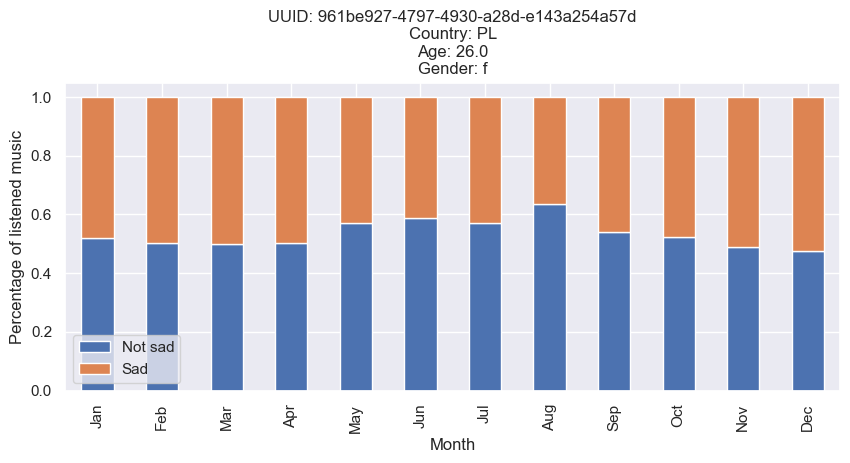 UUID: 961be927-4797-4930-a28d-e143a254a57d
Country: PL
Age: 26.0
Gender: f
Percentage of listened music
1.0
0.8
0.6
0.4
0.2
0.0
Not sad
Sad
Jan
Feb
Mar
Apr
May
Jun
Jul
Aug
Sep
Oct
Nov
Dec
Month